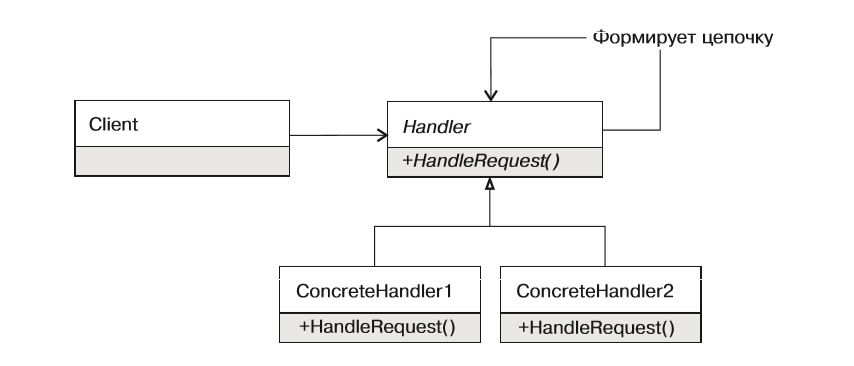 Формирует цепочку
Client
Handler
+HandleRequest()
ConcreteHandler1
+HandleRequest()
ConcreteHandler2
+HandleRequest()